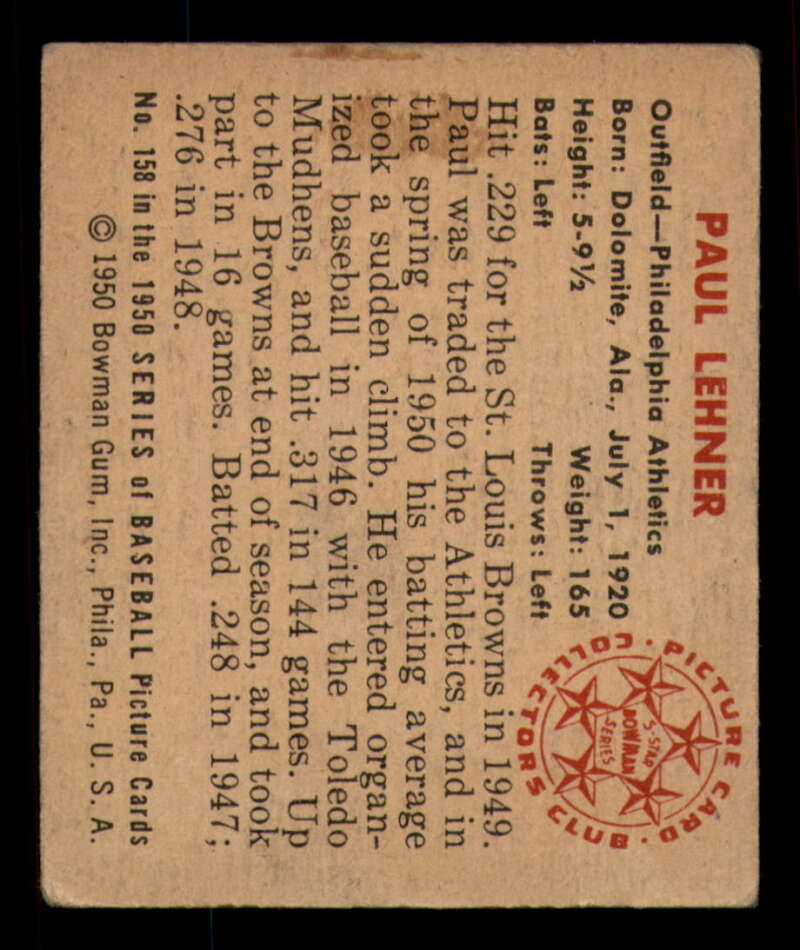 PAUL LEHNER
Outfield—Philadelphia Athletics
Born: Dolomite, Ala., July 1, 1920
Height: 5-9½ Weight: 165
Bats: Left Throws: Left
PICTURE CARD COLLECTORS CLUB
5-STAR
BOWMAN
SERIES
Hit .229 for the St. Louis Browns in 1949.
Paul was traded to the Athletics, and in
the spring of 1950 his batting average
took a sudden climb. He entered organ-
ized baseball in 1946 with the Toledo
Mudhens, and hit .317 in 144 games. Up
to the Browns at end of season, and took
part in 16 games. Batted .248 in 1947;
.276 in 1948.
No. 158 in the 1950 SERIES of BASEBALL Picture Cards
© 1950 Bowman Gum, Inc., Phila., Pa., U. S. A.